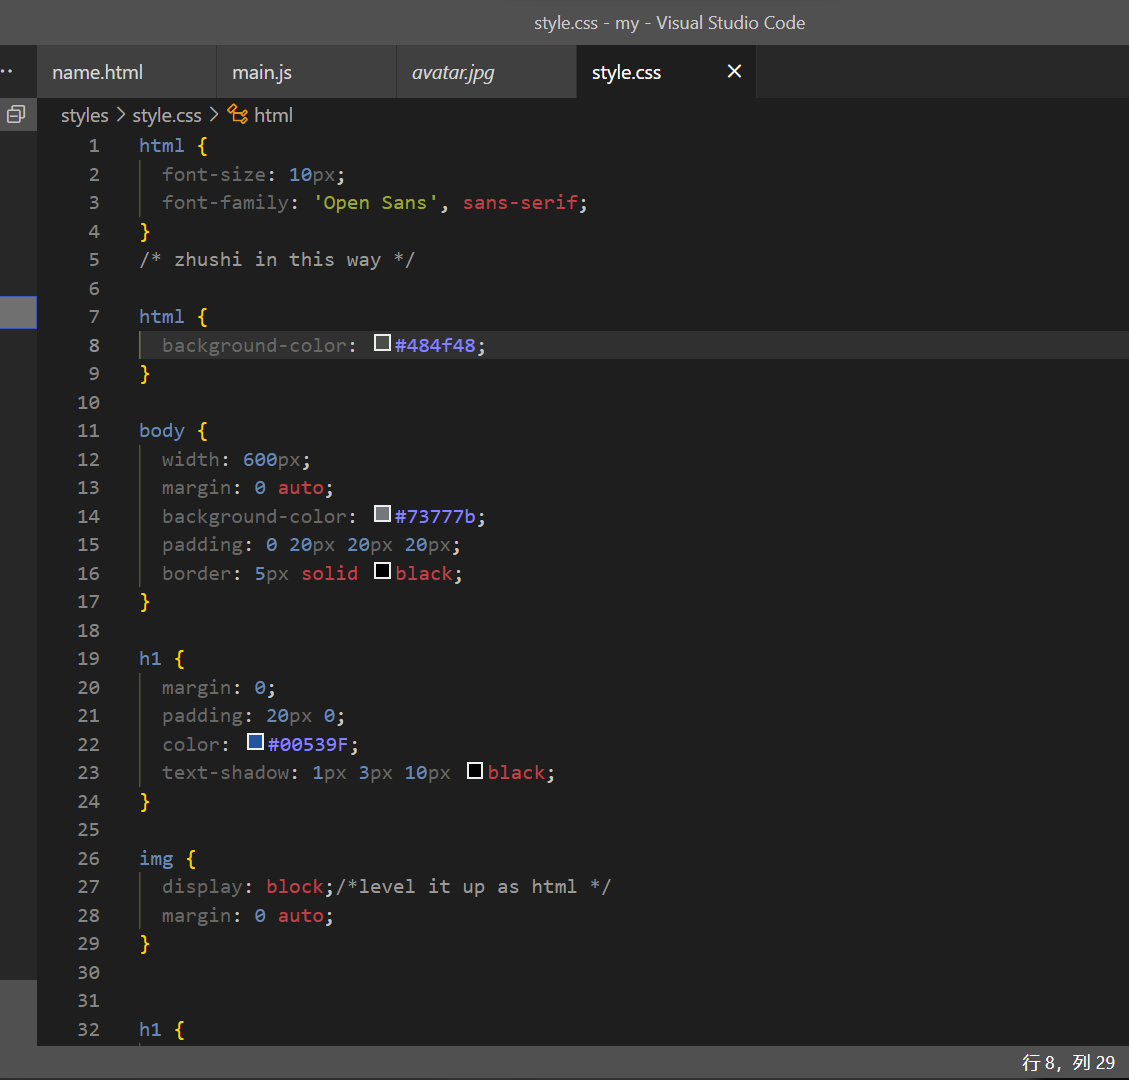 style.css - my - Visual Studio Code
name.html main.js avatar.jpg style.css
styles > style.css > html
1 html {
2 font-size: 10px;
3 font-family: 'Open Sans', sans-serif;
4 }
5 /* zhushi in this way */
6
7 html {
8 background-color: #484f48;
9 }
10
11 body {
12 width: 600px;
13 margin: 0 auto;
14 background-color: #73777b;
15 padding: 0 20px 20px 20px;
16 border: 5px solid black;
17 }
18
19 h1 {
20 margin: 0;
21 padding: 20px 0;
22 color: #00539F;
23 text-shadow: 1px 3px 10px black;
24 }
25
26 img {
27 display: block;/*level it up as html */
28 margin: 0 auto;
29 }
30
31
32 h1 {
行 8，列 29